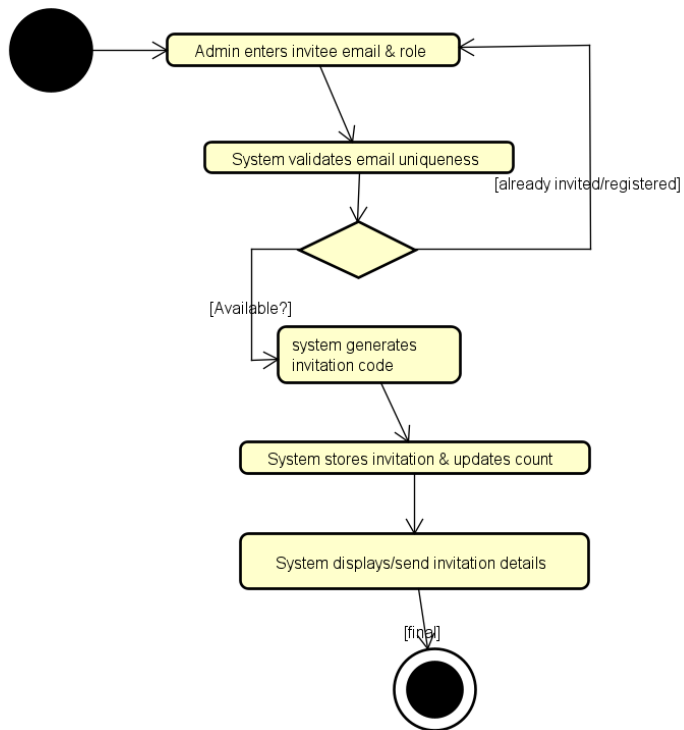 Admin enters invitee email & role
System validates email uniqueness
[already invited/registered]
[Available?]
system generates
invitation code
System stores invitation & updates count
System displays/send invitation details
[final]